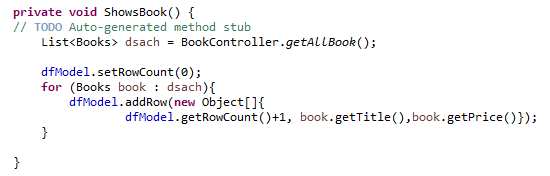 private void ShowsBook() {
// TODO Auto-generated method stub
List<Books> dsach = BookController.getAllBook();
dfModel.setRowCount(0);
for (Books book : dsach){
dfModel.addRow(new Object[]{
dfModel.getRowCount()+1, book.getTitle(),book.getPrice()});
}
}